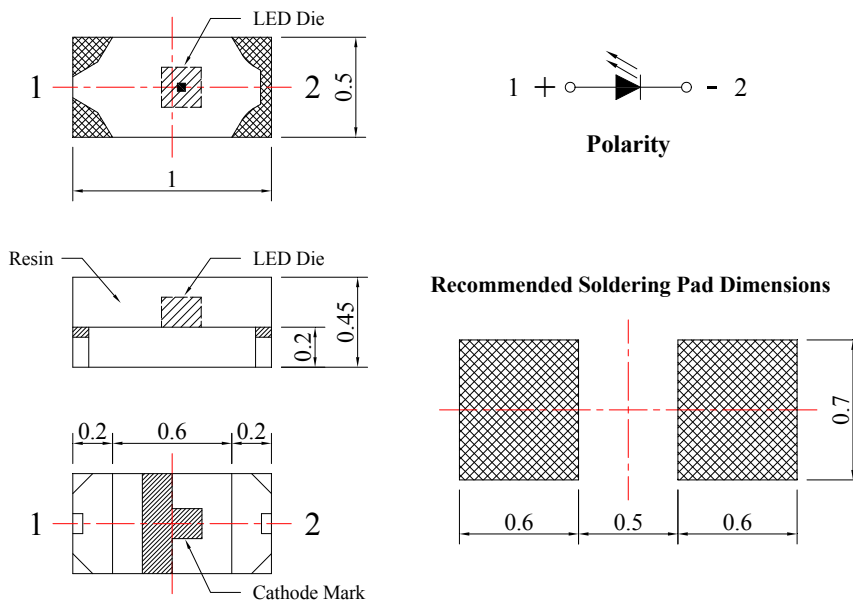 LED Die
1
2
0.5
1
1 + - 2
Polarity
Resin
LED Die
0.2
0.45
Recommended Soldering Pad Dimensions
0.7
0.6
0.5
0.6
0.2
0.6
0.2
1
2
Cathode Mark